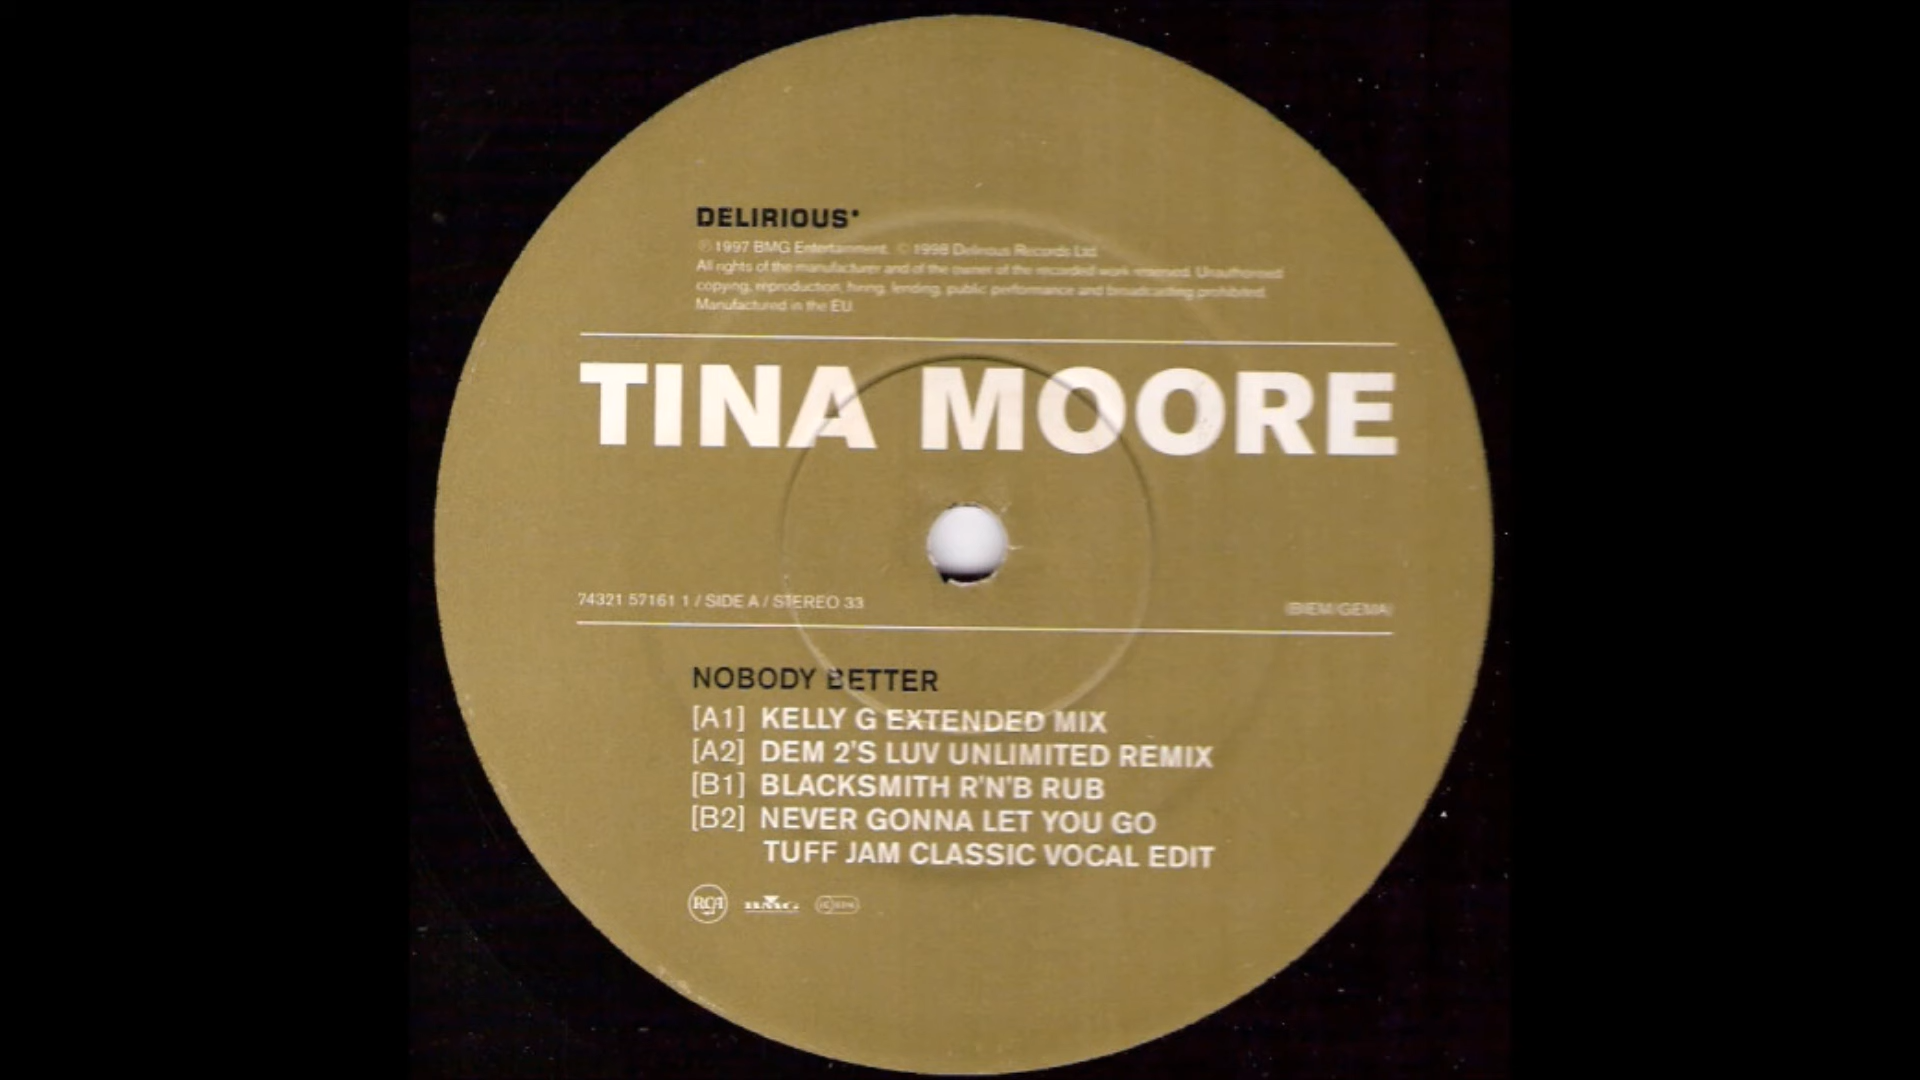 DELIRIOUS*
℗ 1997 BMG Entertainment. © 1998 Delirious Records Ltd.
All rights of the manufacturer and of the owner of the recorded work reserved. Unauthorised
copying, reproduction, hiring, lending, public performance and broadcasting prohibited.
Manufactured in the EU.
TINA MOORE
74321 57161 1 / SIDE A / STEREO 33
(BIEM/GEMA)
NOBODY BETTER
[A1] KELLY G EXTENDED MIX
[A2] DEM 2'S LUV UNLIMITED REMIX
[B1] BLACKSMITH R'N'B RUB
[B2] NEVER GONNA LET YOU GO
TUFF JAM CLASSIC VOCAL EDIT
RCA
BMG